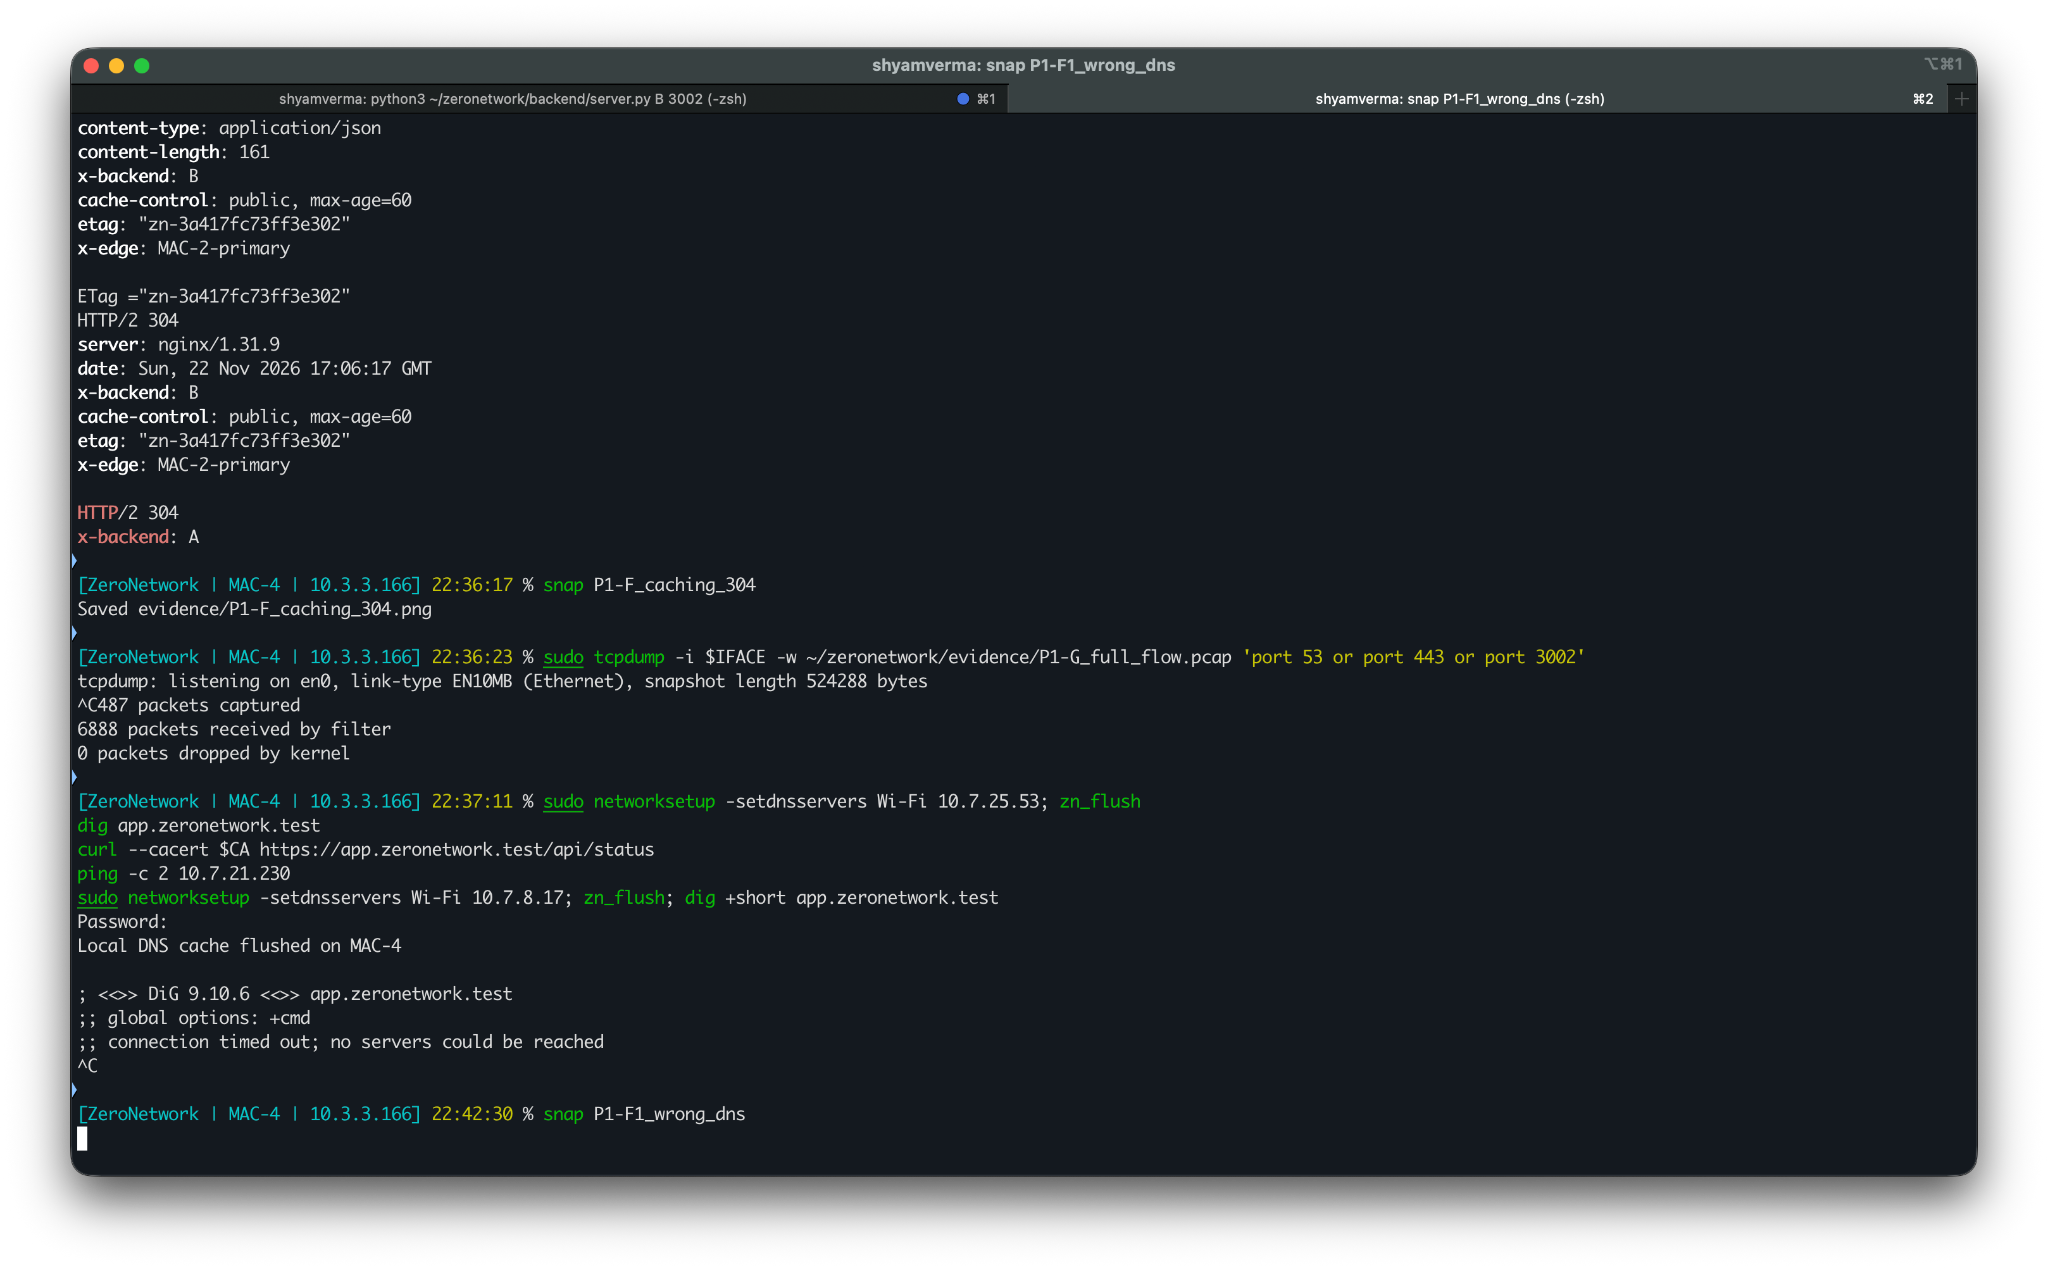 shyamverma: snap P1-F1_wrong_dns
⌥⌘1
shyamverma: python3 ~/zeronetwork/backend/server.py B 3002 (-zsh)
⌘1
shyamverma: snap P1-F1_wrong_dns (-zsh)
⌘2
content-type: application/json
content-length: 161
x-backend: B
cache-control: public, max-age=60
etag: "zn-3a417fc73ff3e302"
x-edge: MAC-2-primary
ETag ="zn-3a417fc73ff3e302"
HTTP/2 304
server: nginx/1.31.9
date: Sun, 22 Nov 2026 17:06:17 GMT
x-backend: B
cache-control: public, max-age=60
etag: "zn-3a417fc73ff3e302"
x-edge: MAC-2-primary
HTTP/2 304
x-backend: A
[ZeroNetwork | MAC-4 | 10.3.3.166] 22:36:17 % snap P1-F_caching_304
Saved evidence/P1-F_caching_304.png
[ZeroNetwork | MAC-4 | 10.3.3.166] 22:36:23 % sudo tcpdump -i $IFACE -w ~/zeronetwork/evidence/P1-G_full_flow.pcap 'port 53 or port 443 or port 3002'
tcpdump: listening on en0, link-type EN10MB (Ethernet), snapshot length 524288 bytes
^C487 packets captured
6888 packets received by filter
0 packets dropped by kernel
[ZeroNetwork | MAC-4 | 10.3.3.166] 22:37:11 % sudo networksetup -setdnsservers Wi-Fi 10.7.25.53; zn_flush
dig app.zeronetwork.test
curl --cacert $CA https://app.zeronetwork.test/api/status
ping -c 2 10.7.21.230
sudo networksetup -setdnsservers Wi-Fi 10.7.8.17; zn_flush; dig +short app.zeronetwork.test
Password:
Local DNS cache flushed on MAC-4
; <<>> DiG 9.10.6 <<>> app.zeronetwork.test
;; global options: +cmd
;; connection timed out; no servers could be reached
^C
[ZeroNetwork | MAC-4 | 10.3.3.166] 22:42:30 % snap P1-F1_wrong_dns